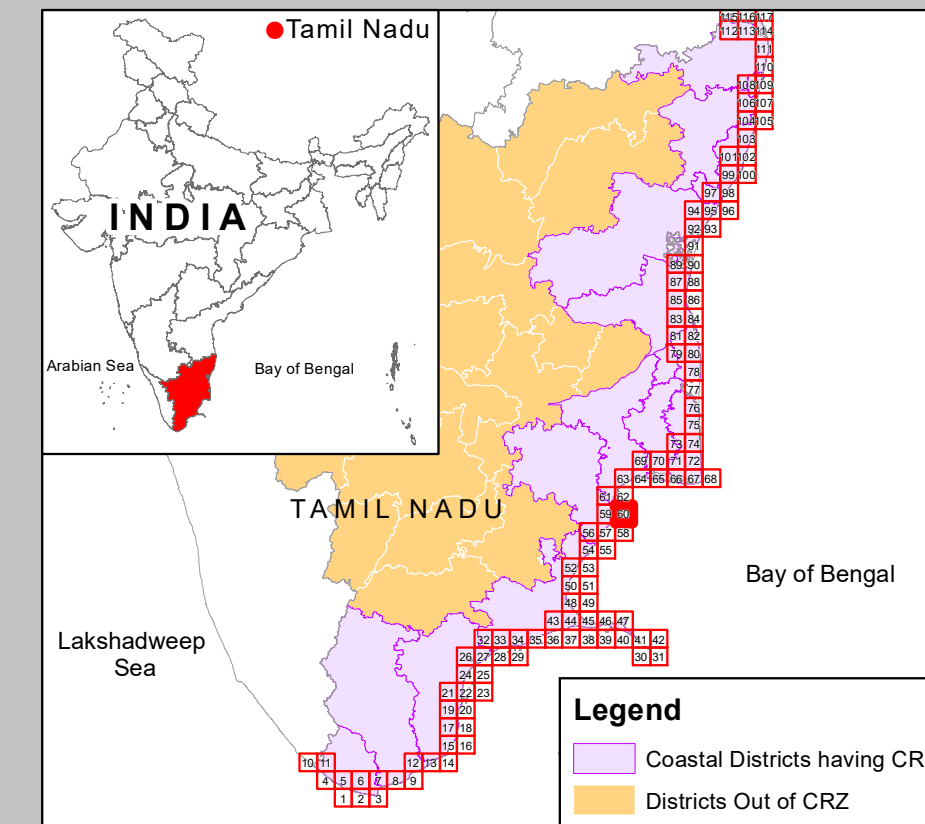 Tamil Nadu
INDIA
Arabian Sea
Bay of Bengal
115 116 117
112 113 114
111
110
108 109
106 107
104 105
103
101 102
99 100
97 98
94 95 96
92 93
91
89 90
87 88
85 86
83 84
81 82
79 80
78
77
76
75
73 74
69 70 71 72
63 64 65 66 67 68
61 62
TAMIL NADU
59 60
56 57 58
54 55
52 53
Bay of Bengal
50 51
48 49
43 44 45 46 47
Lakshadweep
Sea
32 33 34 35 36 37 38 39 40 41 42
26 27 28 29 30 31
24 25
21 22 23
19 20
17 18
15 16
10 11 12 13 14
4 5 6 7 8 9
1 2 3
Legend
Coastal Districts having CR
Districts Out of CRZ